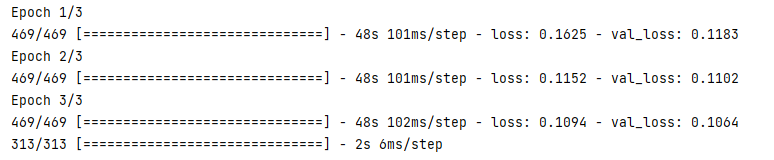 Epoch 1/3
469/469 [==============================] - 48s 101ms/step - loss: 0.1625 - val_loss: 0.1183
Epoch 2/3
469/469 [==============================] - 48s 101ms/step - loss: 0.1152 - val_loss: 0.1102
Epoch 3/3
469/469 [==============================] - 48s 102ms/step - loss: 0.1094 - val_loss: 0.1064
313/313 [==============================] - 2s 6ms/step